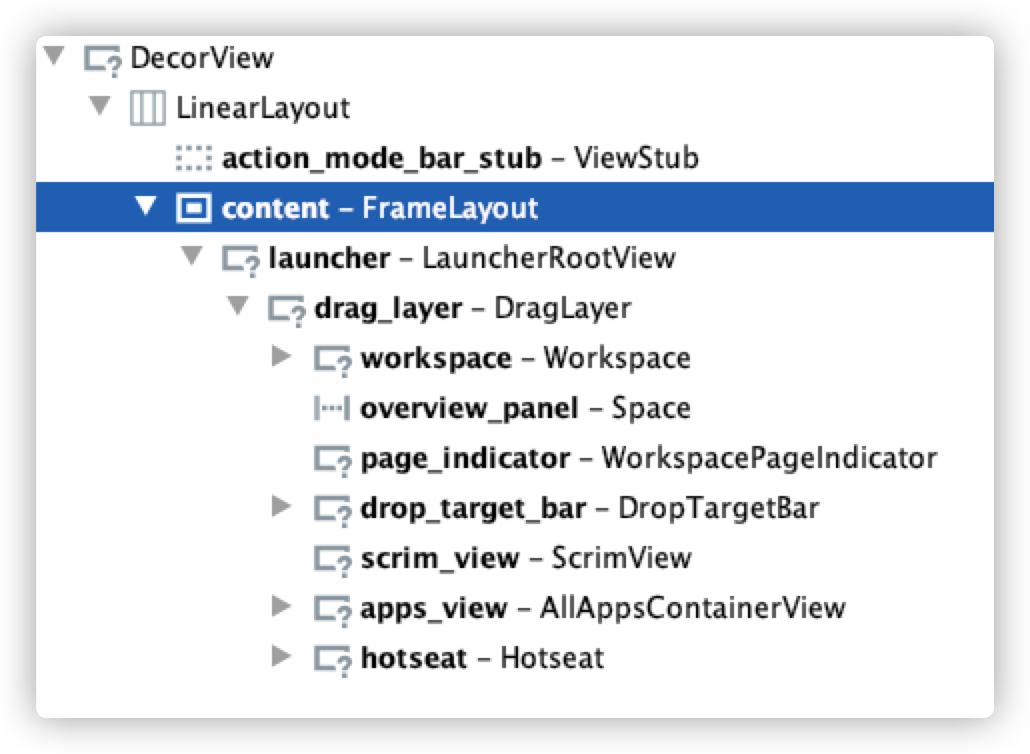 DecorView
LinearLayout
action_mode_bar_stub – ViewStub
content – FrameLayout
launcher – LauncherRootView
drag_layer – DragLayer
workspace – Workspace
overview_panel – Space
page_indicator – WorkspacePageIndicator
drop_target_bar – DropTargetBar
scrim_view – ScrimView
apps_view – AllAppsContainerView
hotseat – Hotseat